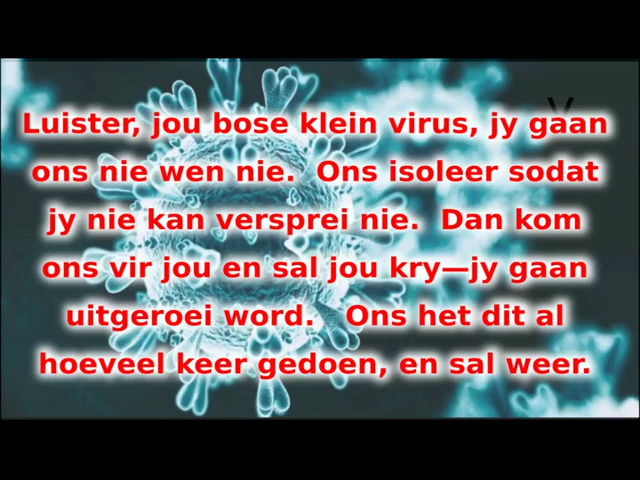 V
Luister, jou bose klein virus, jy gaan
ons nie wen nie.  Ons isoleer sodat
jy nie kan versprei nie.  Dan kom
ons vir jou en sal jou kry—jy gaan
uitgeroei word.   Ons het dit al
hoeveel keer gedoen, en sal weer.